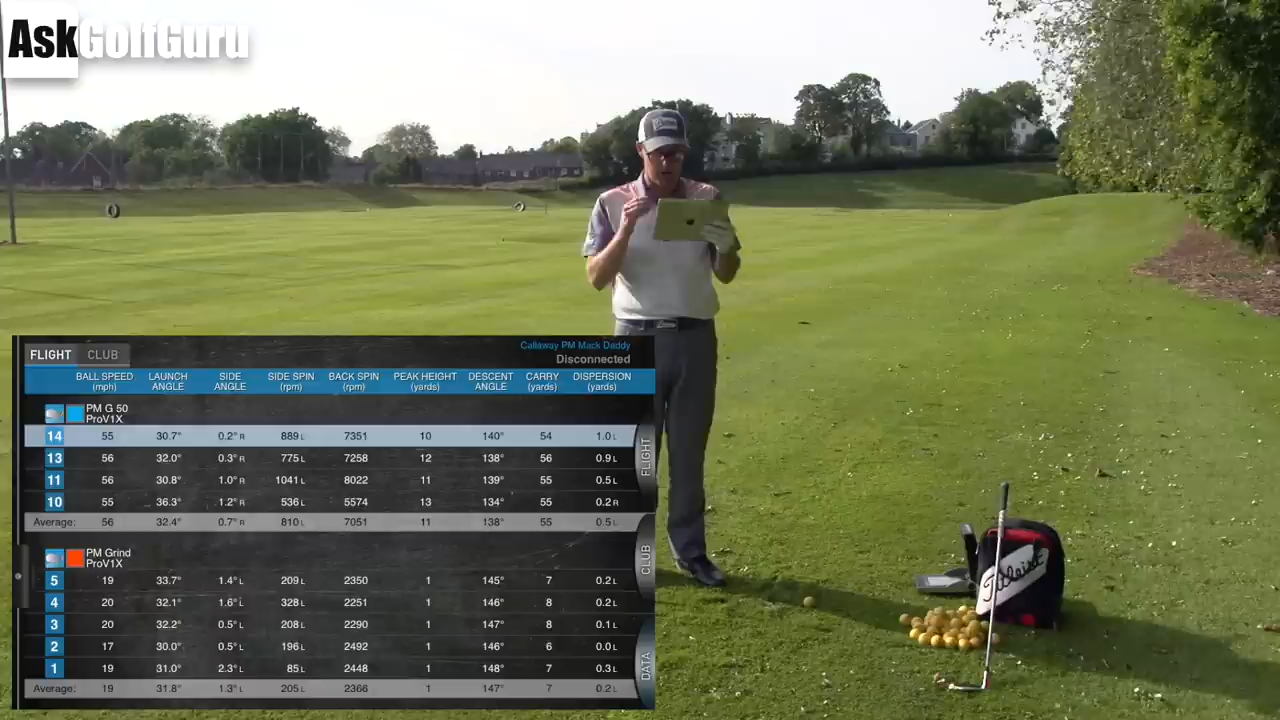 AskGolfGuru
Callaway PM Mack Daddy
FLIGHT CLUB Disconnected
BALL SPEED (mph) LAUNCH ANGLE SIDE ANGLE SIDE SPIN (rpm) BACK SPIN (rpm) PEAK HEIGHT (yards) DESCENT ANGLE CARRY (yards) DISPERSION (yards)
PM G 50
ProV1X
14 55 30.7° 0.2° R 889 L 7351 10 140° 54 1.0 L
13 56 32.0° 0.3° R 775 L 7258 12 138° 56 0.9 L
11 56 30.8° 1.0° R 1041 L 8022 11 139° 55 0.5 L
10 55 36.3° 1.2° R 536 L 5574 13 134° 55 0.2 R
Average: 56 32.4° 0.7° R 810 L 7051 11 138° 55 0.5 L
PM Grind
ProV1X
5 19 33.7° 1.4° L 209 L 2350 1 145° 7 0.2 L
4 20 32.1° 1.6° L 328 L 2251 1 146° 8 0.2 L
3 20 32.2° 0.5° L 208 L 2290 1 147° 8 0.1 L
2 17 30.0° 0.5° L 196 L 2492 1 146° 6 0.0 L
1 19 31.0° 2.3° L 85 L 2448 1 148° 7 0.3 L
Average: 19 31.8° 1.3° L 205 L 2366 1 147° 7 0.2 L
FLIGHT
CLUB
DATA
Titleist